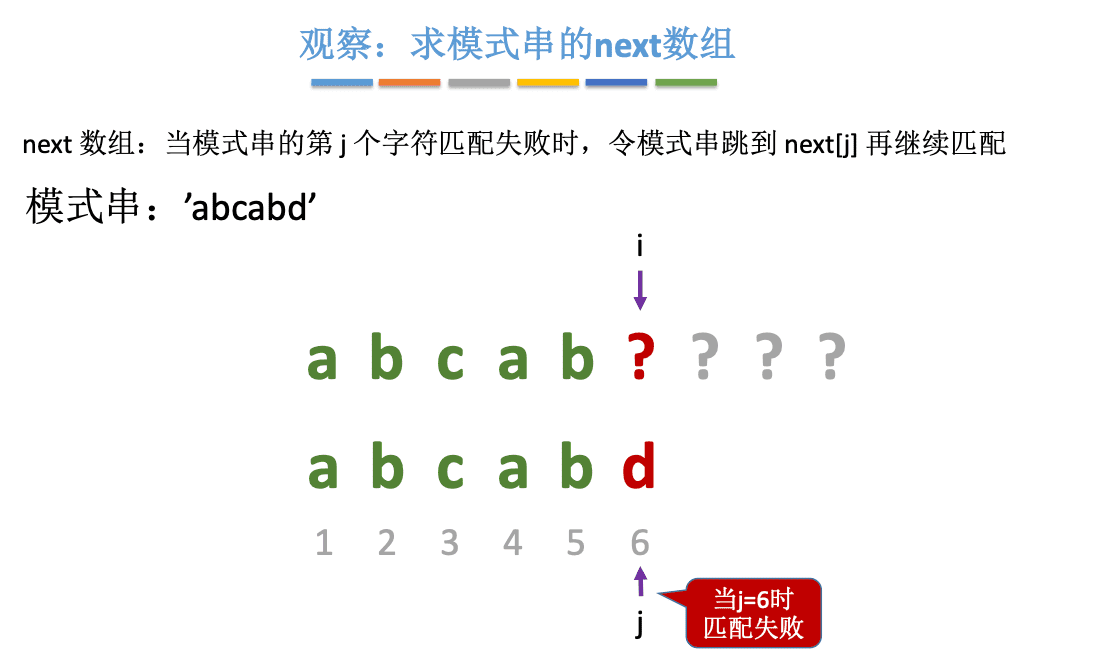 观察：求模式串的next数组
next 数组：当模式串的第 j 个字符匹配失败时，令模式串跳到 next[j] 再继续匹配
模式串：’abcabd’
i
a b c a b ? ? ? ?
a b c a b d
1 2 3 4 5 6
j
当j=6时
匹配失败